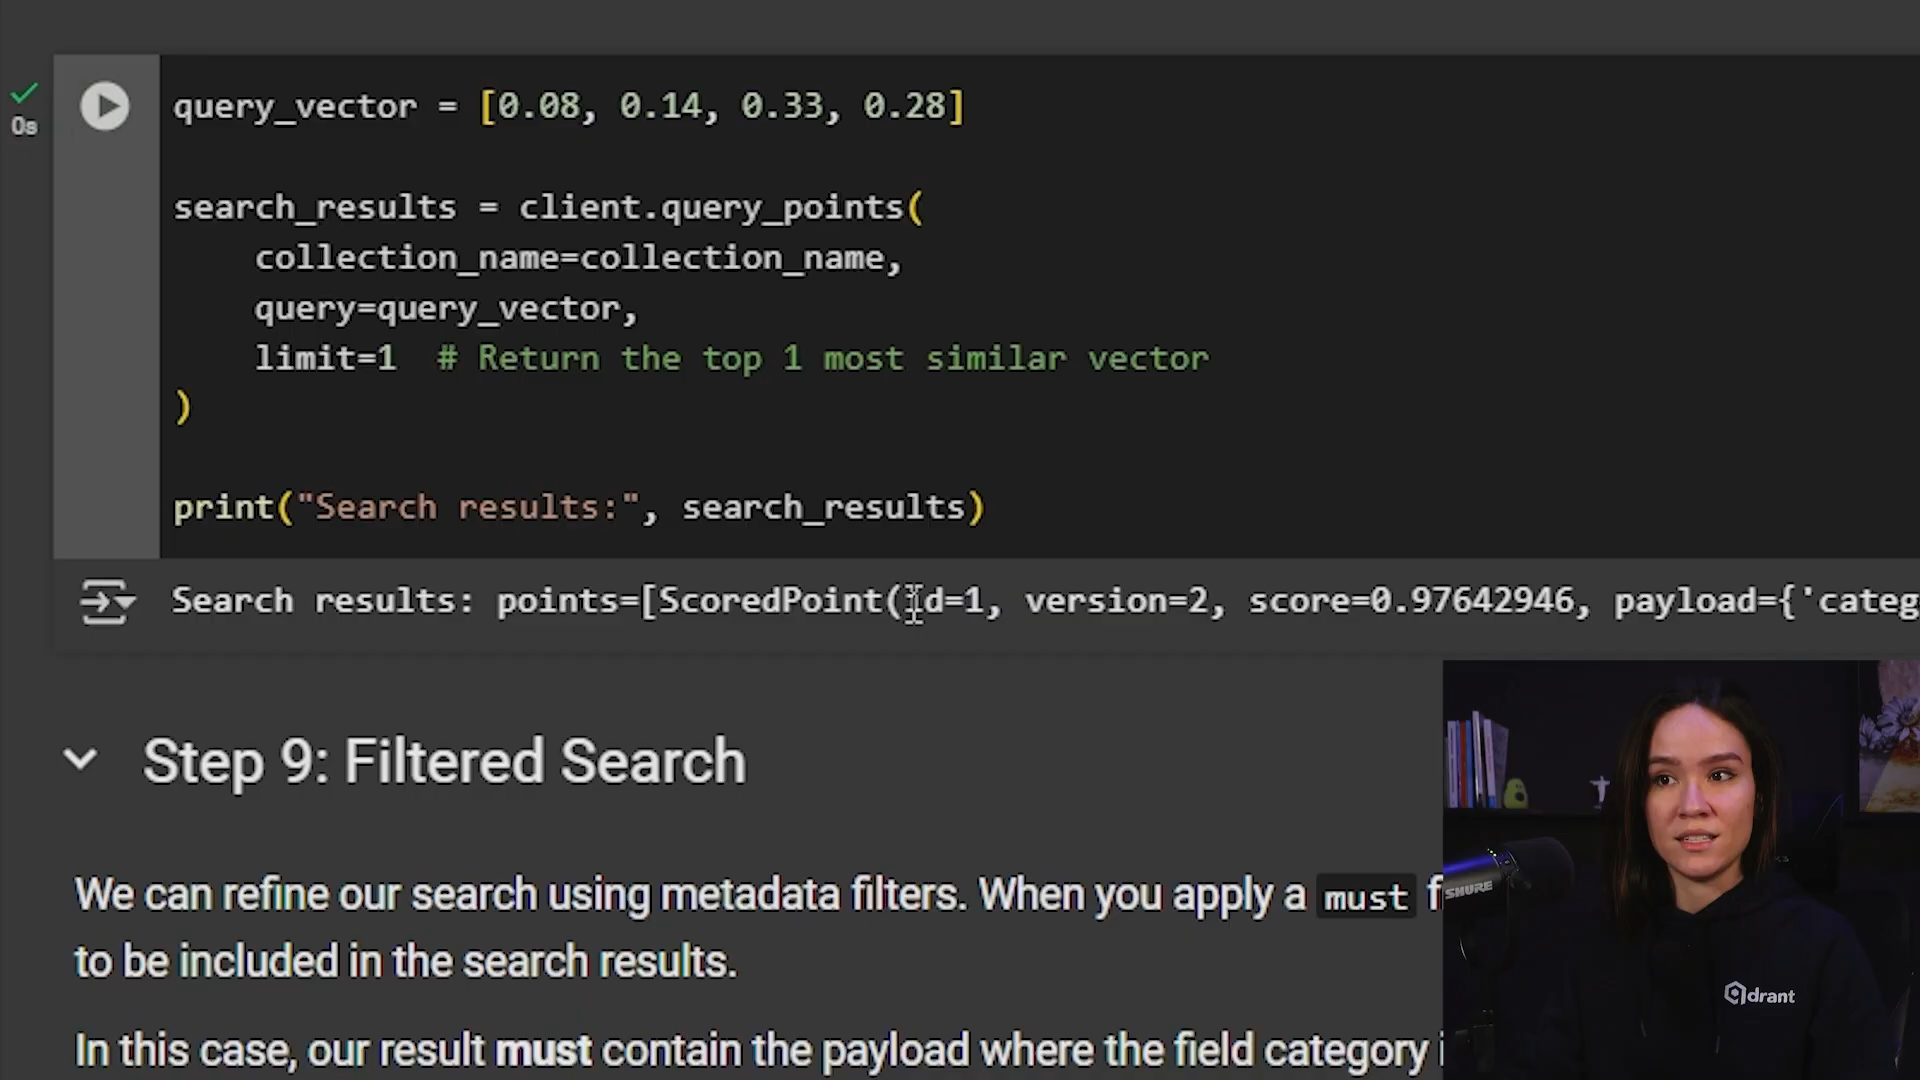 0s
query_vector = [0.08, 0.14, 0.33, 0.28]
search_results = client.query_points(
collection_name=collection_name,
query=query_vector,
limit=1  # Return the top 1 most similar vector
)
print("Search results:", search_results)
Search results: points=[ScoredPoint(id=1, version=2, score=0.97642946, payload={'categ
Step 9: Filtered Search
We can refine our search using metadata filters. When you apply a must f
to be included in the search results.
In this case, our result must contain the payload where the field category i
SHURE
qdrant